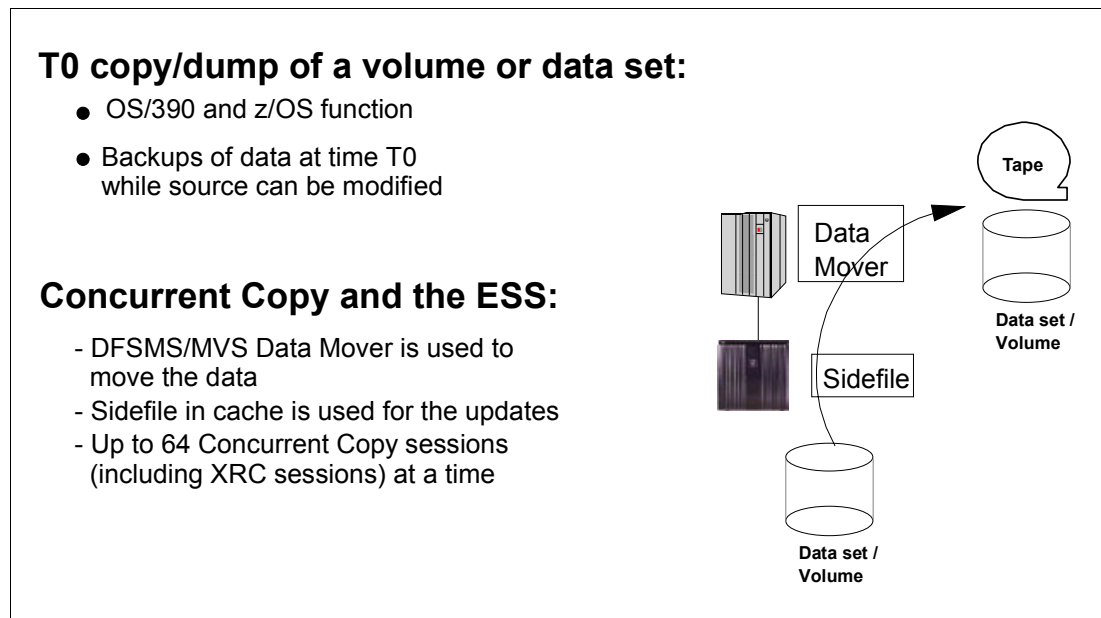 T0 copy/dump of a volume or data set:
● OS/390 and z/OS function
● Backups of data at time T0
while source can be modified
Concurrent Copy and the ESS:
- DFSMS/MVS Data Mover is used to
move the data
- Sidefile in cache is used for the updates
- Up to 64 Concurrent Copy sessions
(including XRC sessions) at a time
Tape
Data
Mover
Data set /
Volume
Sidefile
Data set /
Volume